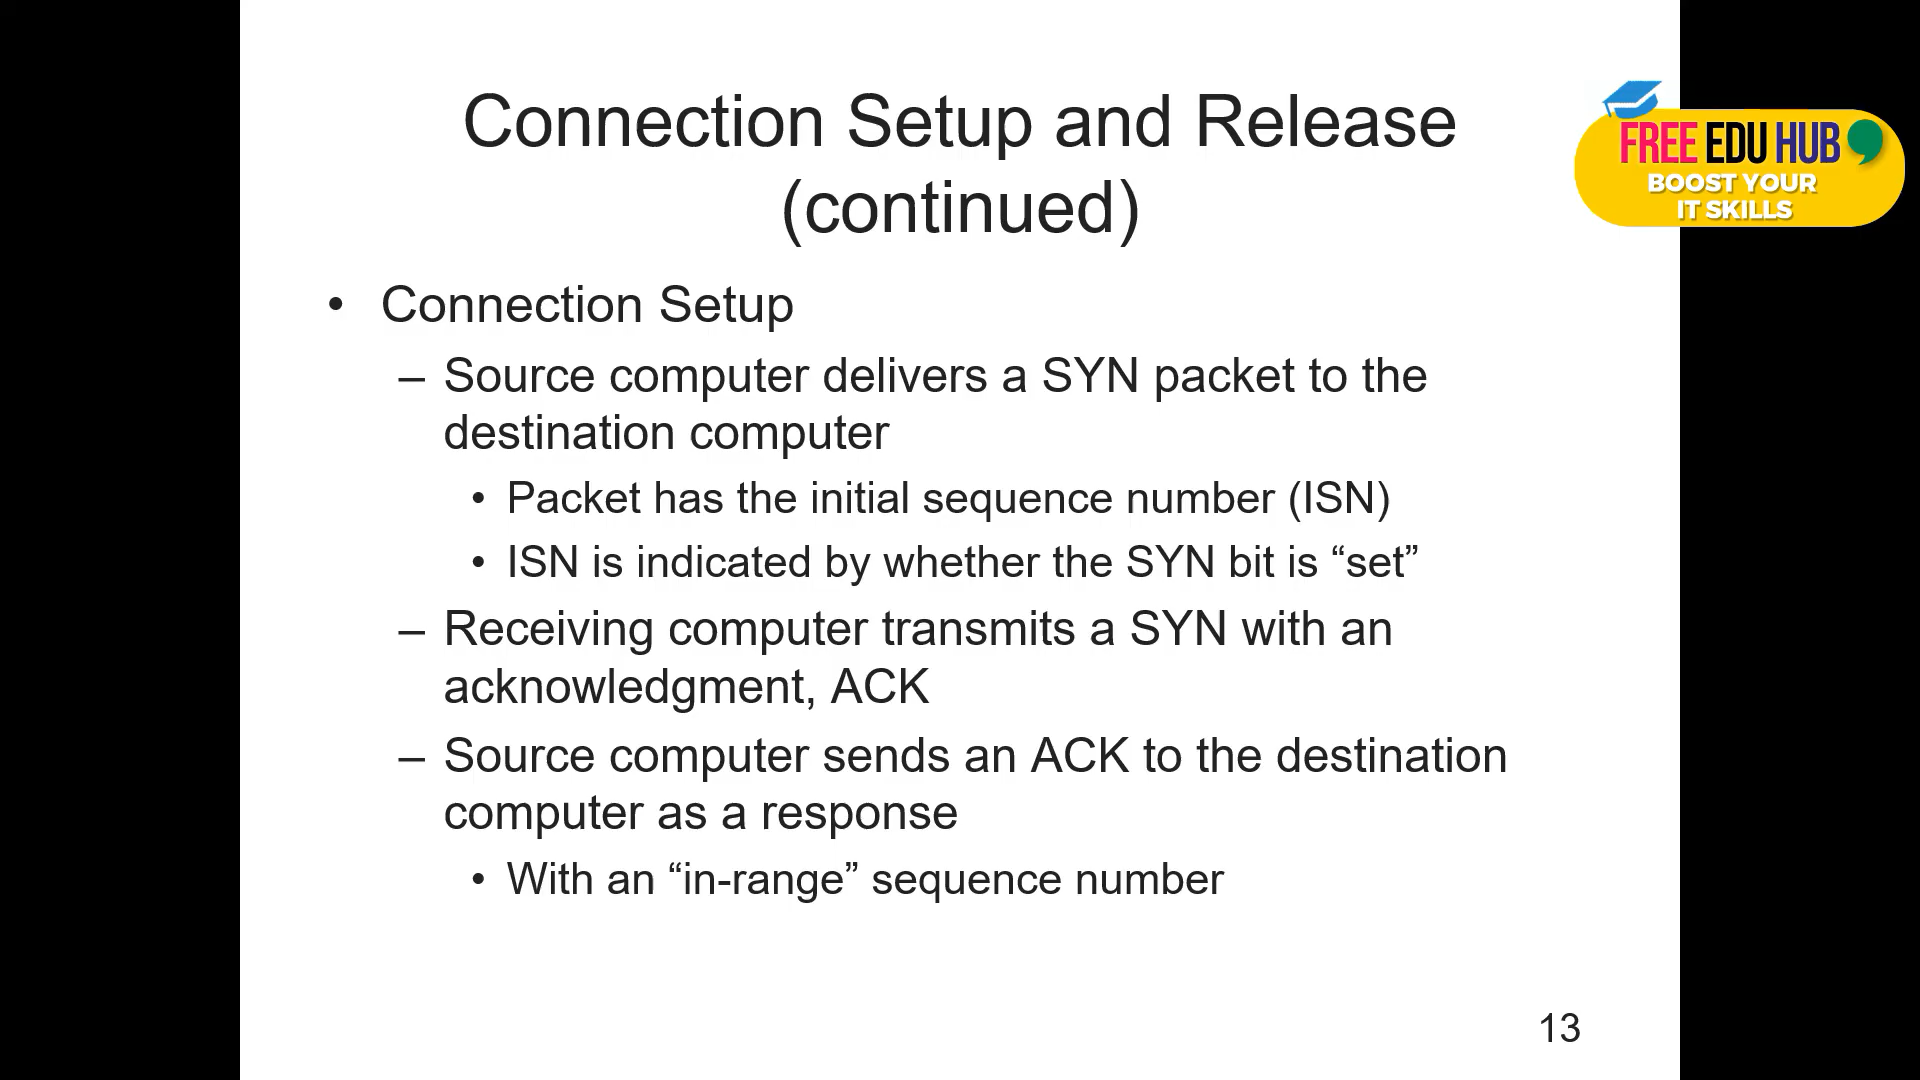 Connection Setup and Release
(continued)
FREE EDU HUB
BOOST YOUR
IT SKILLS
• Connection Setup
– Source computer delivers a SYN packet to the
destination computer
• Packet has the initial sequence number (ISN)
• ISN is indicated by whether the SYN bit is “set”
– Receiving computer transmits a SYN with an
acknowledgment, ACK
– Source computer sends an ACK to the destination
computer as a response
• With an “in-range” sequence number
13